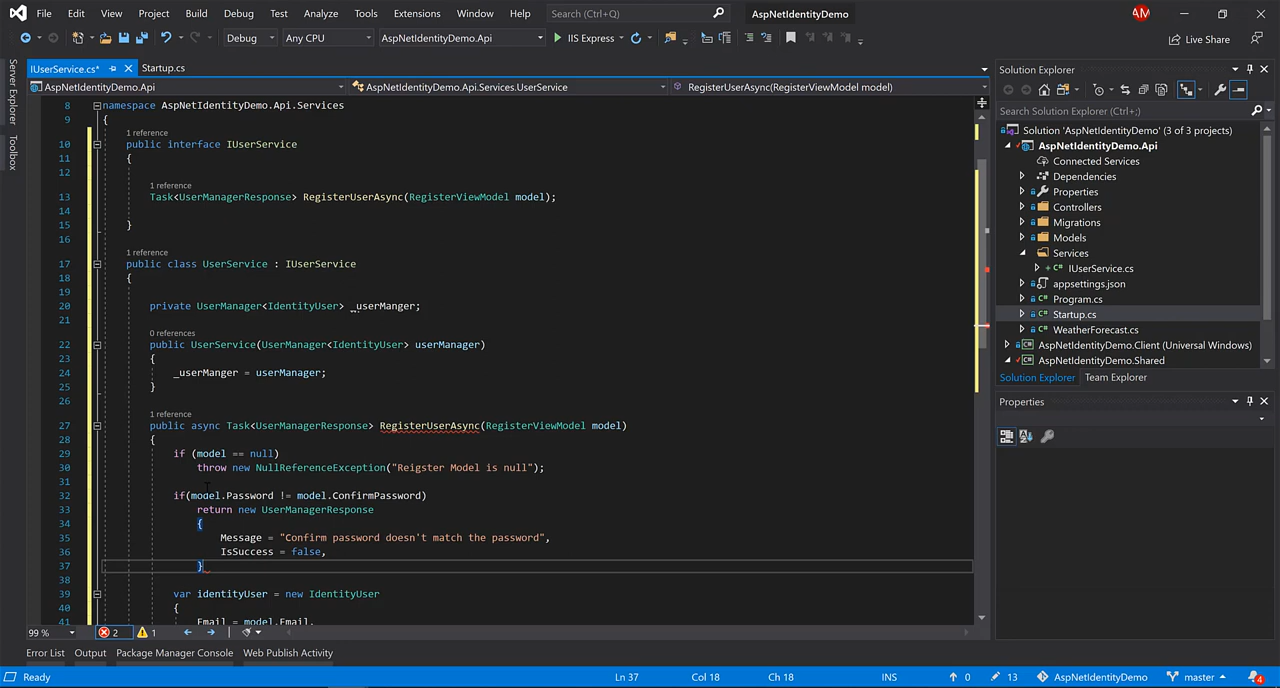 File Edit View Project Build Debug Test Analyze Tools Extensions Window Help Search (Ctrl+Q) AspNetIdentityDemo AM
Debug Any CPU AspNetIdentityDemo.Api IIS Express Live Share
Server Explorer
Toolbox
IUserService.cs* Startup.cs
AspNetIdentityDemo.Api AspNetIdentityDemo.Api.Services.UserService RegisterUserAsync(RegisterViewModel model)
8 namespace AspNetIdentityDemo.Api.Services
9 {
1 reference
10 public interface IUserService
11 {
12
1 reference
13 Task<UserManagerResponse> RegisterUserAsync(RegisterViewModel model);
14
15 }
16
1 reference
17 public class UserService : IUserService
18 {
19
20 private UserManager<IdentityUser> _userManger;
21
0 references
22 public UserService(UserManager<IdentityUser> userManager)
23 {
24 _userManger = userManager;
25 }
26
1 reference
27 public async Task<UserManagerResponse> RegisterUserAsync(RegisterViewModel model)
28 {
29 if (model == null)
30 throw new NullReferenceException("Reigster Model is null");
31
32 if(model.Password != model.ConfirmPassword)
33 return new UserManagerResponse
34 {
35 Message = "Confirm password doesn't match the password",
36 IsSuccess = false,
37 }
38
39 var identityUser = new IdentityUser
40 {
41 Email = model.Email,
99 % 2 1
Error List Output Package Manager Console Web Publish Activity
Ready Ln 37 Col 18 Ch 18 INS 0 13 AspNetIdentityDemo master 4
Solution Explorer
Search Solution Explorer (Ctrl+;)
Solution 'AspNetIdentityDemo' (3 of 3 projects)
AspNetIdentityDemo.Api
Connected Services
Dependencies
Properties
Controllers
Migrations
Models
Services
C# IUserService.cs
appsettings.json
C# Program.cs
C# Startup.cs
C# WeatherForecast.cs
C# AspNetIdentityDemo.Client (Universal Windows)
C# AspNetIdentityDemo.Shared
Solution Explorer Team Explorer
Properties